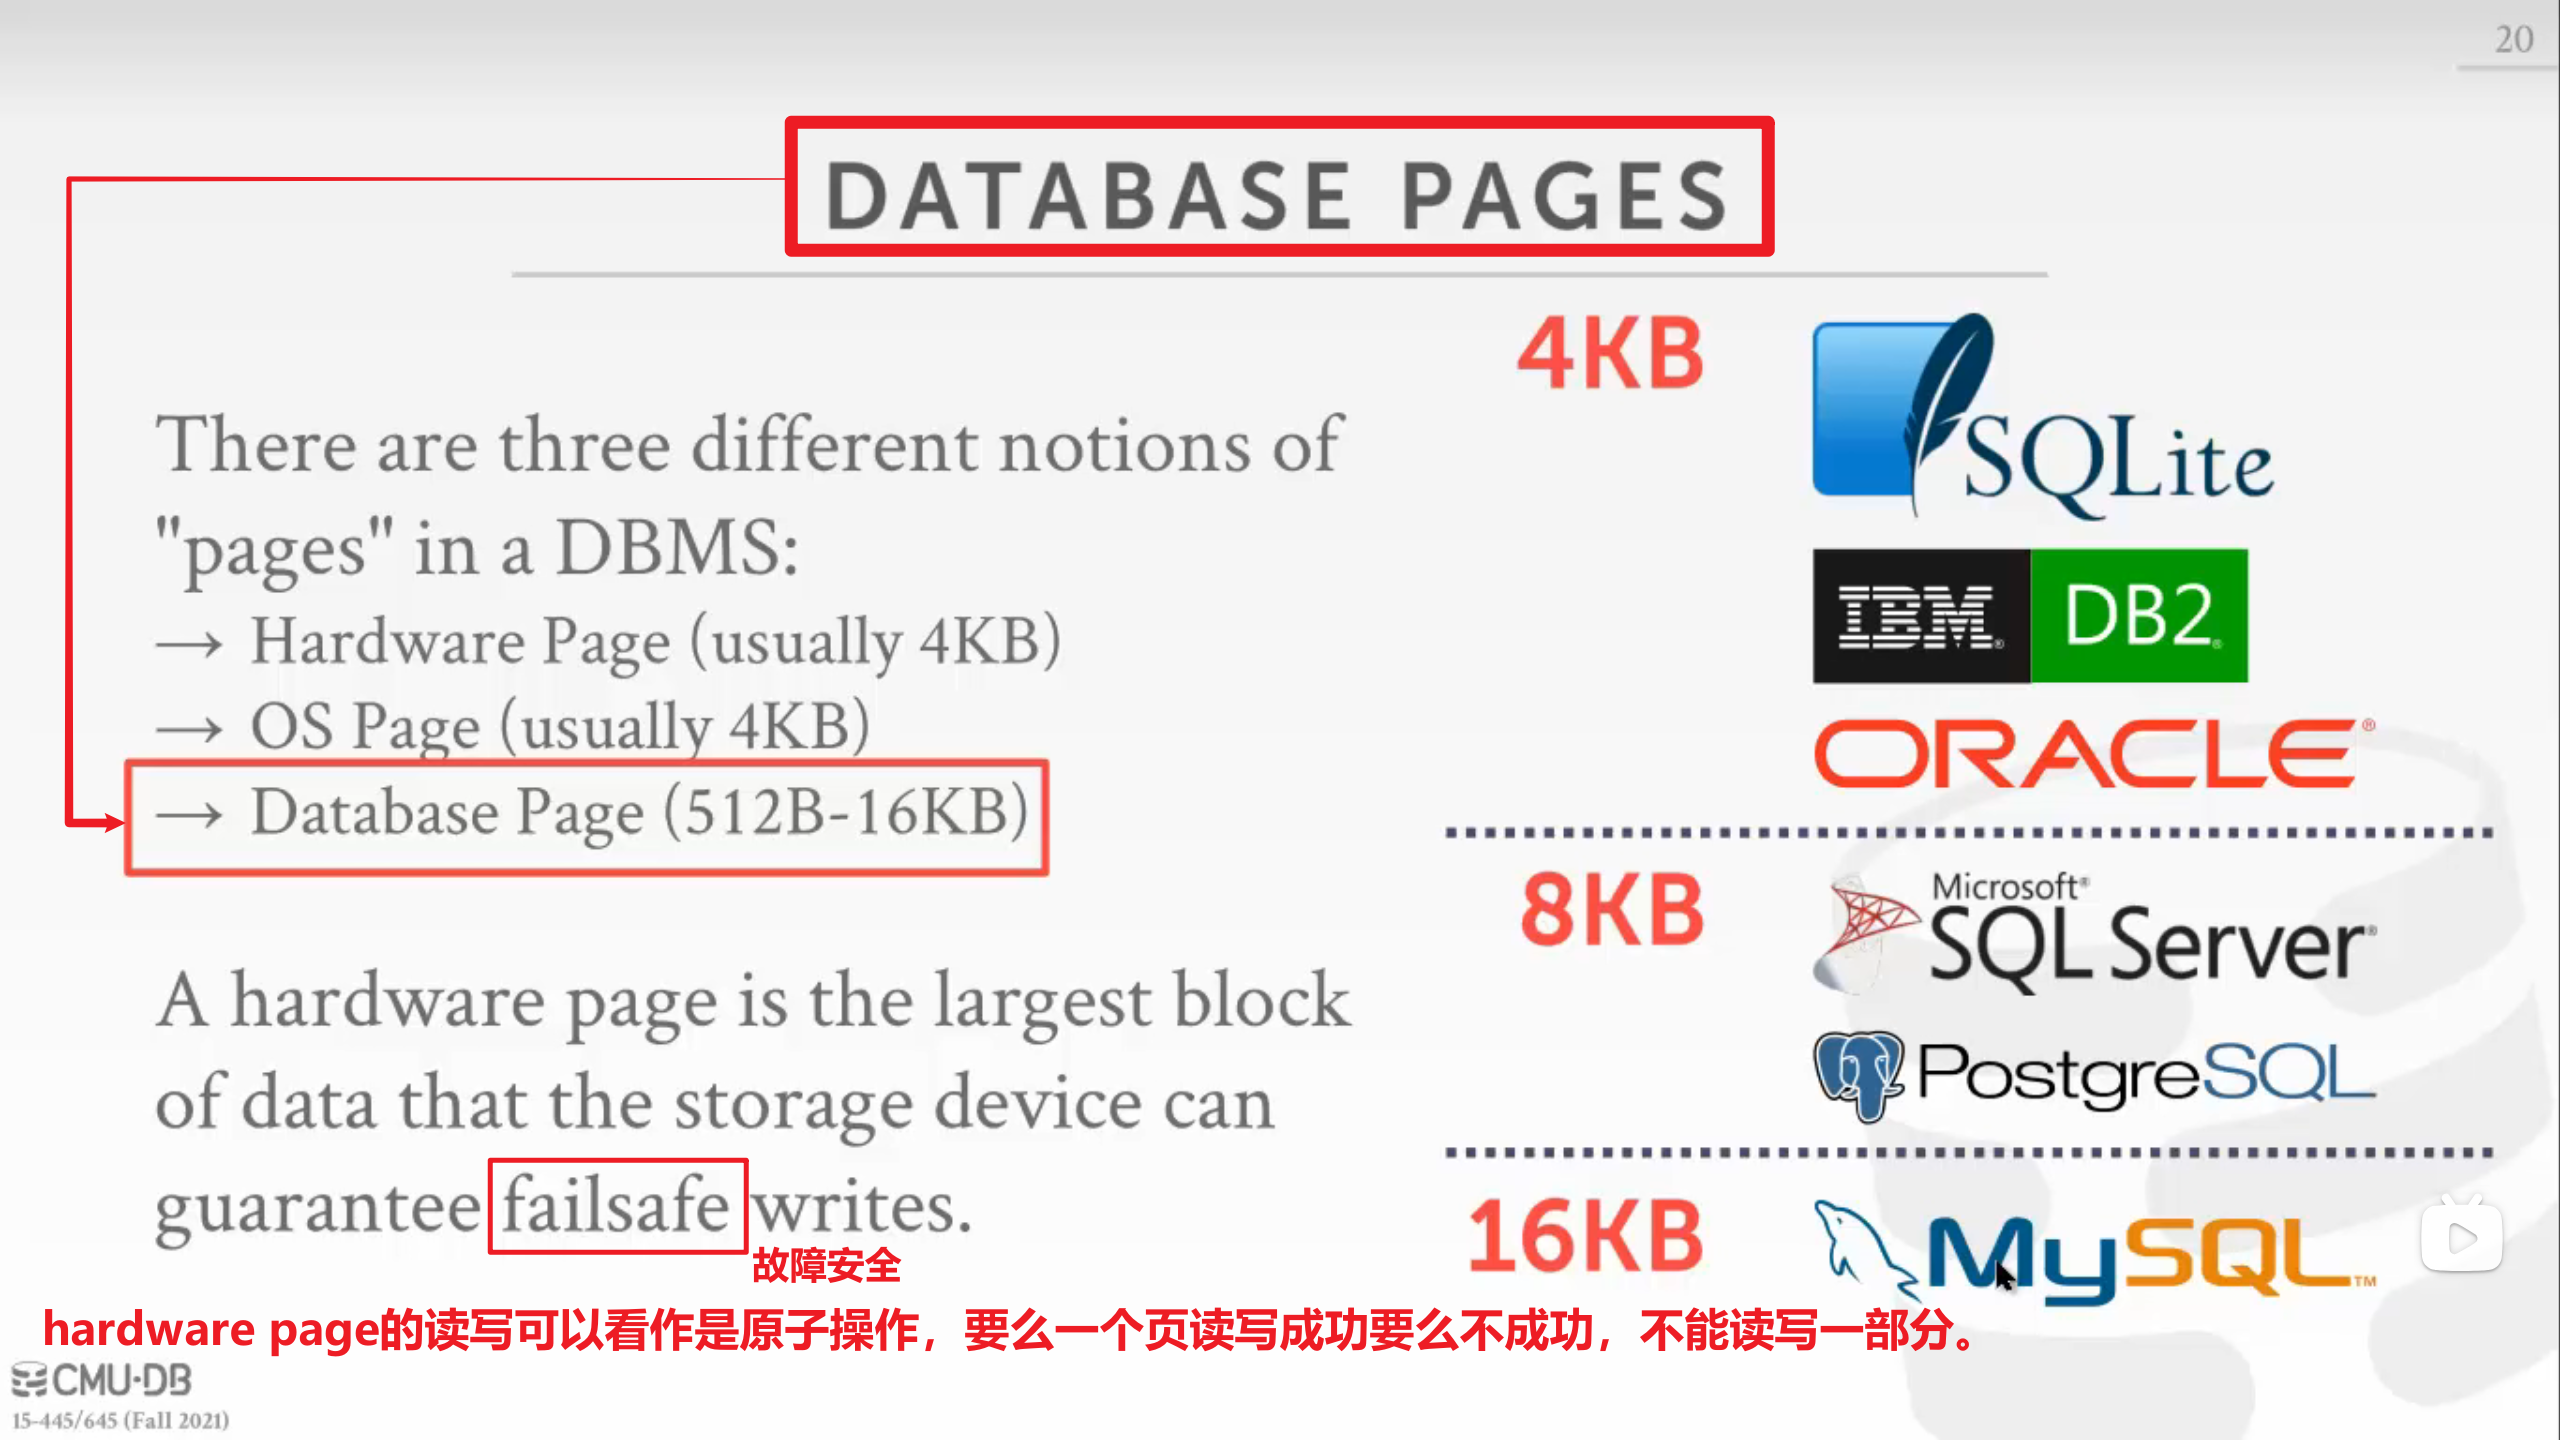 20
DATABASE PAGES
There are three different notions of
"pages" in a DBMS:
→ Hardware Page (usually 4KB)
→ OS Page (usually 4KB)
→ Database Page (512B-16KB)
A hardware page is the largest block
of data that the storage device can
guarantee failsafe writes.
故障安全
4KB
SQLite
IBM® DB2®
ORACLE®
8KB
Microsoft®
SQL Server®
PostgreSQL
16KB
MySQL™
hardware page的读写可以看作是原子操作，要么一个页读写成功要么不成功，不能读写一部分。
CMU·DB
15-445/645 (Fall 2021)